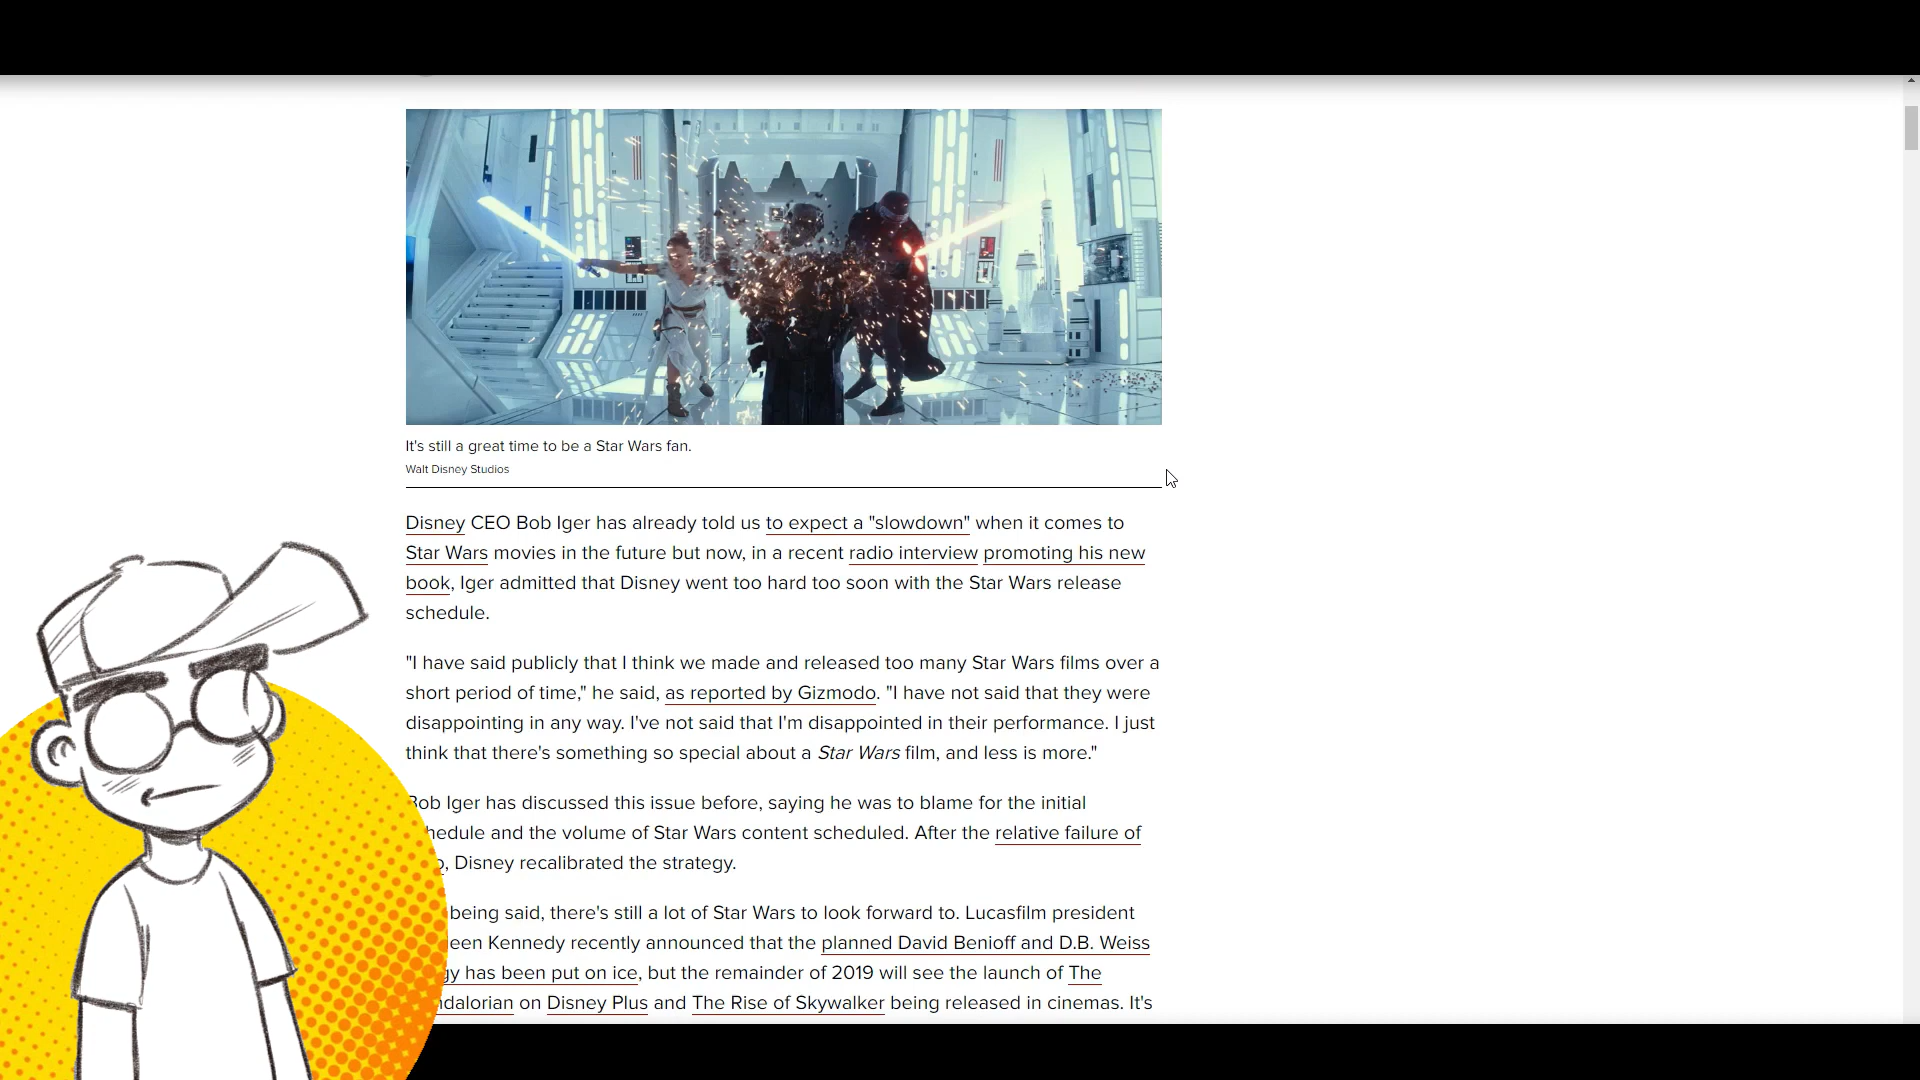 It's still a great time to be a Star Wars fan.
Walt Disney Studios
Disney CEO Bob Iger has already told us to expect a "slowdown" when it comes to
Star Wars movies in the future but now, in a recent radio interview promoting his new
book, Iger admitted that Disney went too hard too soon with the Star Wars release
schedule.
"I have said publicly that I think we made and released too many Star Wars films over a
short period of time," he said, as reported by Gizmodo. "I have not said that they were
disappointing in any way. I've not said that I'm disappointed in their performance. I just
think that there's something so special about a Star Wars film, and less is more."
Bob Iger has discussed this issue before, saying he was to blame for the initial
hedule and the volume of Star Wars content scheduled. After the relative failure of
, Disney recalibrated the strategy.
being said, there's still a lot of Star Wars to look forward to. Lucasfilm president
een Kennedy recently announced that the planned David Benioff and D.B. Weiss
gy has been put on ice, but the remainder of 2019 will see the launch of The
ndalorian on Disney Plus and The Rise of Skywalker being released in cinemas. It's